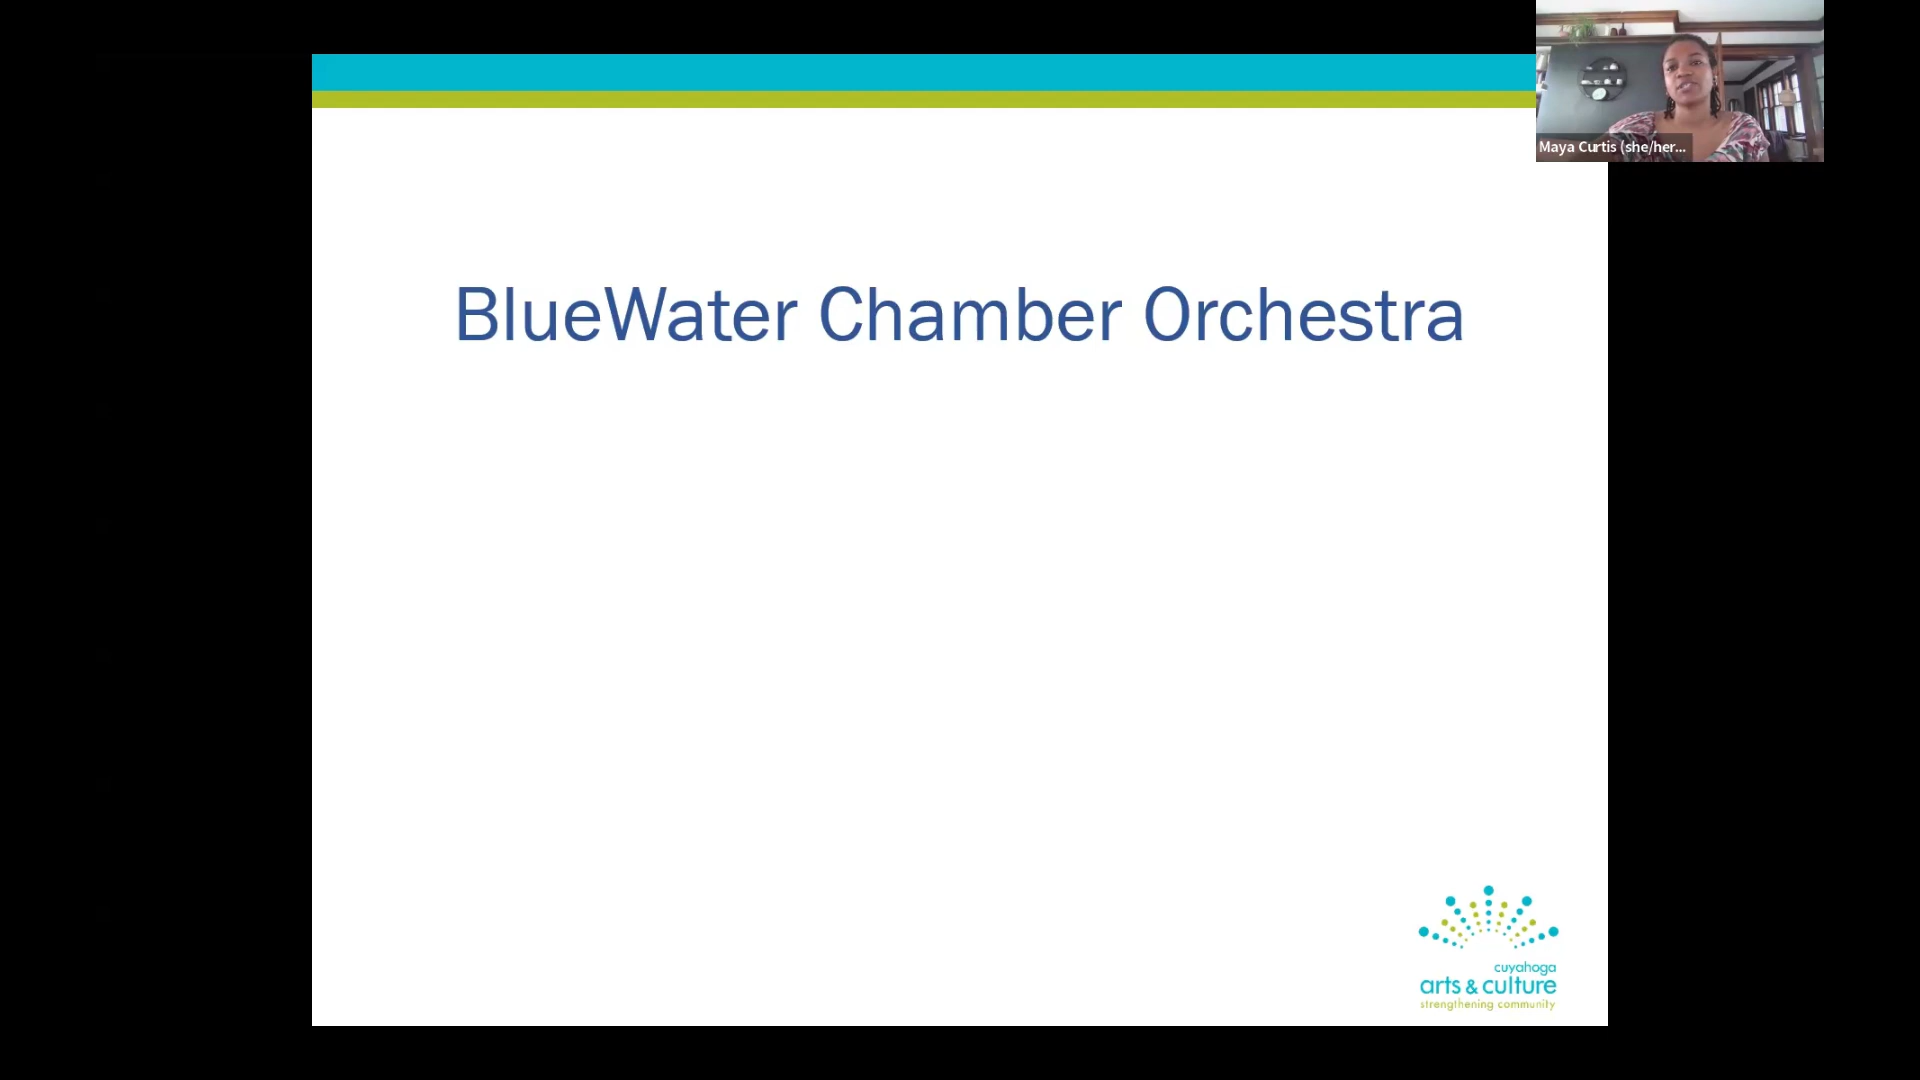 Maya Curtis (she/her...
BlueWater Chamber Orchestra
cuyahoga
arts & culture
strengthening community